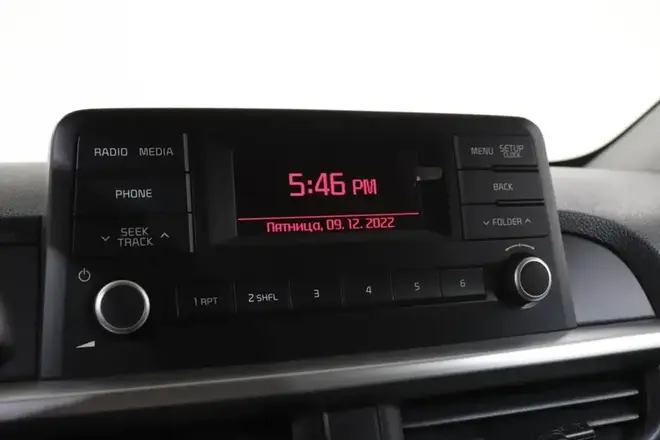 RADIO MEDIA
PHONE
SEEK
TRACK
5:46 PM
Пятница, 09.12.2022
MENU SETUP
CLOCK
BACK
FOLDER
1 RPT 2 SHFL 3 4 5 6